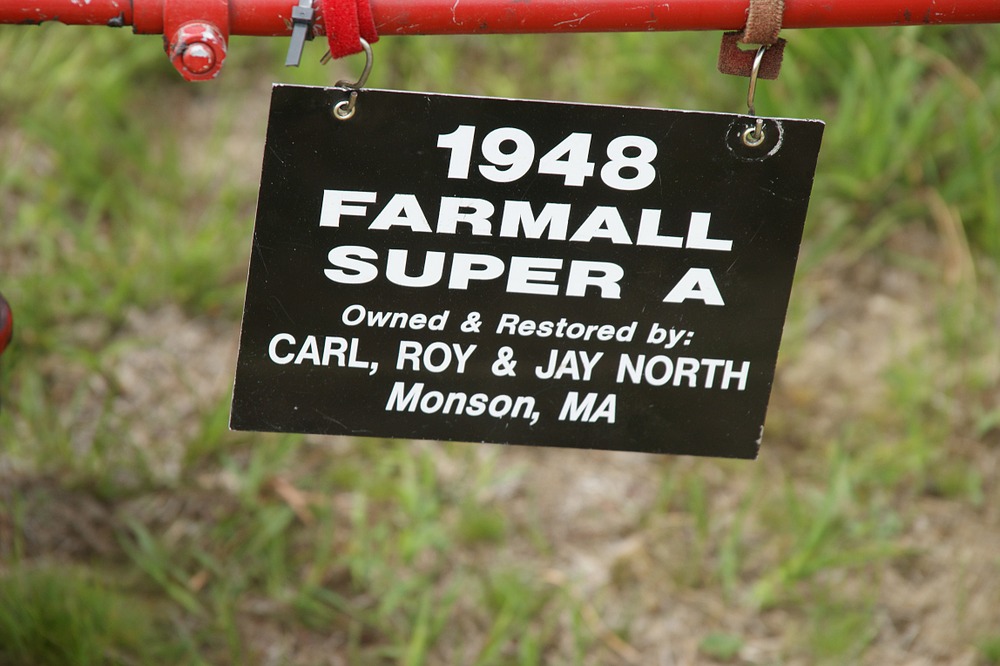 1948
FARMALL
SUPER A
Owned & Restored by:
CARL, ROY & JAY NORTH
Monson, MA